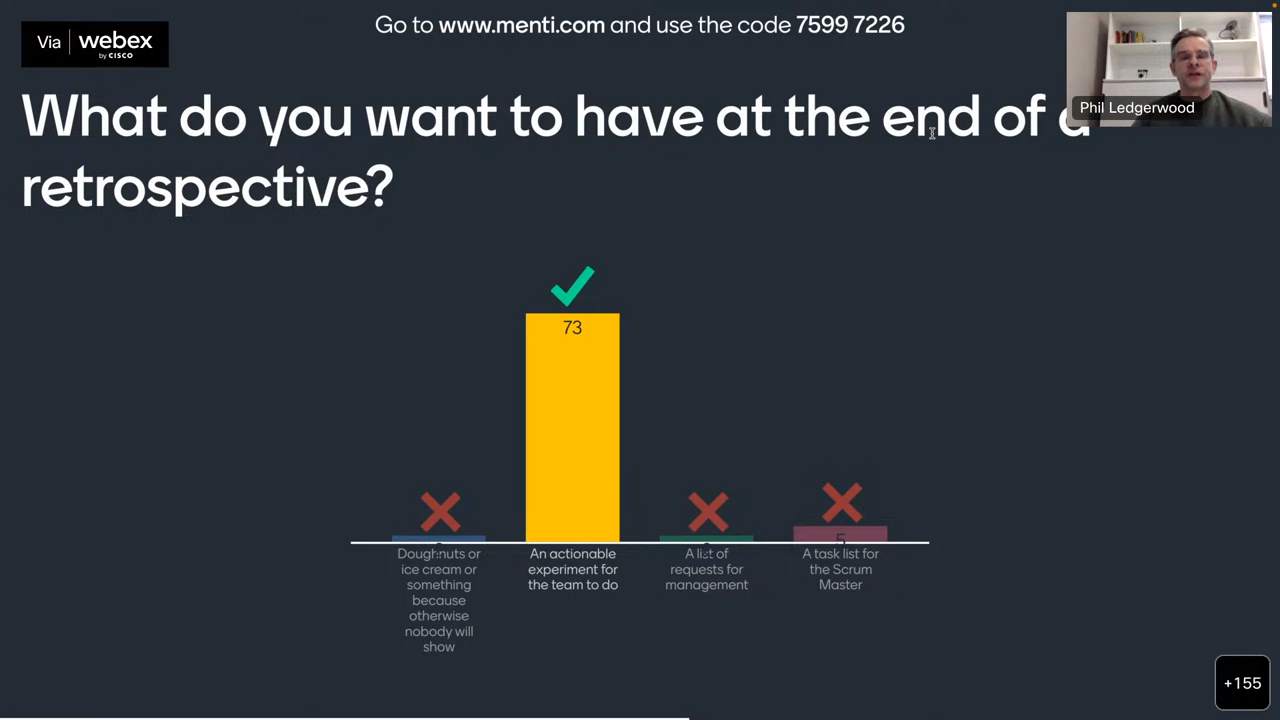 Via webex
by CISCO
Go to www.menti.com and use the code 7599 7226
Phil Ledgerwood
What do you want to have at the end of a
retrospective?
73
5
Doughnuts or
ice cream or
something
because
otherwise
nobody will
show
An actionable
experiment for
the team to do
A list of
requests for
management
A task list for
the Scrum
Master
+155